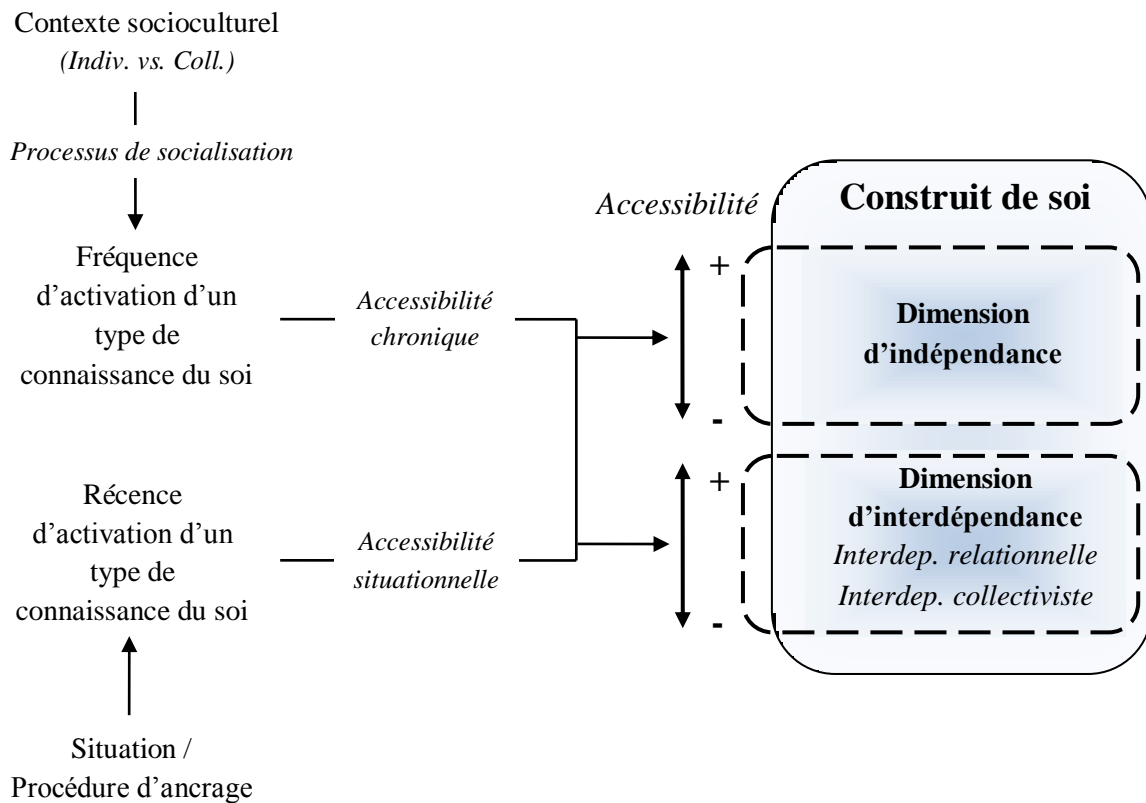 Contexte socioculturel
(Indiv. vs. Coll.)
Processus de socialisation
Fréquence
d’activation d’un
type de
connaissance du soi
Accessibilité
chronique
Récence
d’activation d’un
type de
connaissance du soi
Accessibilité
situationnelle
Situation /
Procédure d’ancrage
Accessibilité
+
-
+
-
Construit de soi
Dimension
d’indépendance
Dimension
d’interdépendance
Interdep. relationnelle
Interdep. collectiviste